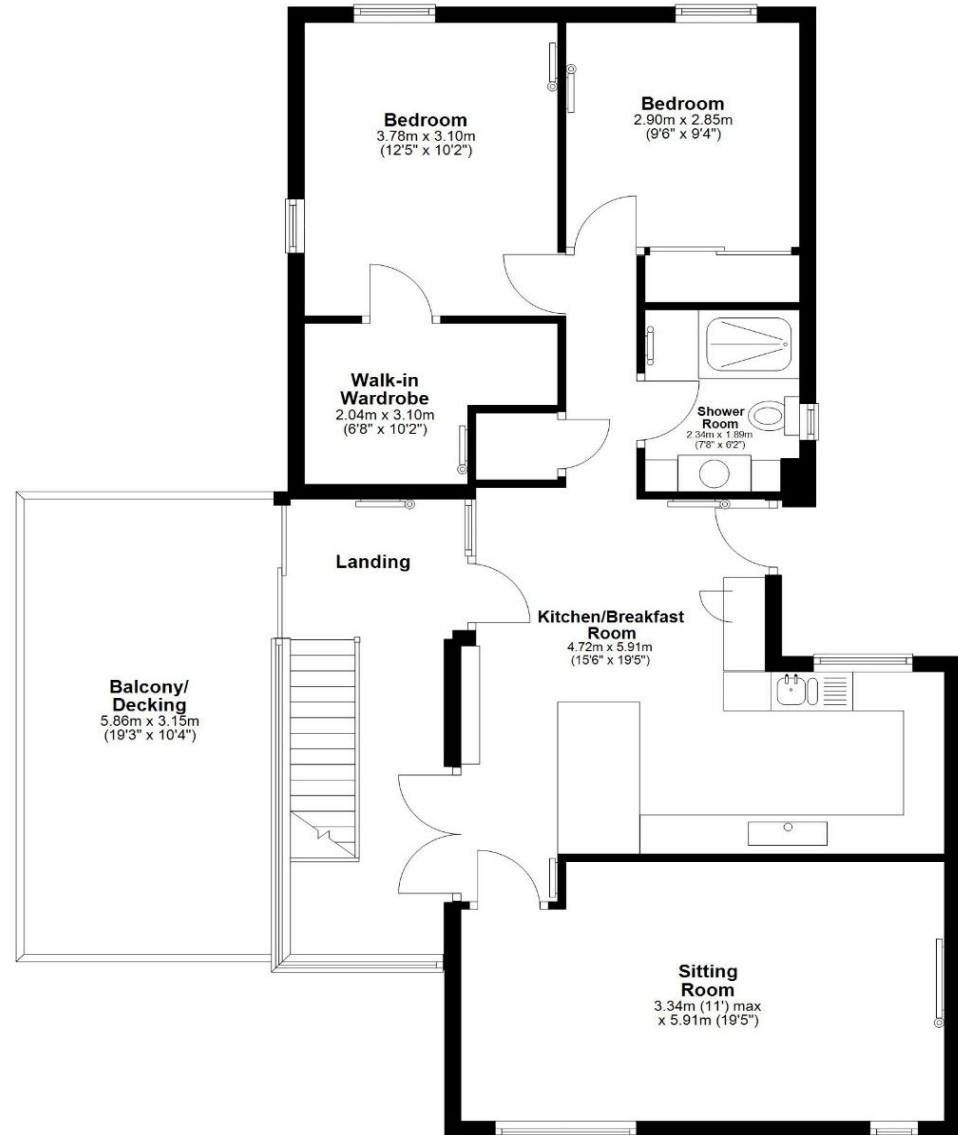 Bedroom
3.78m x 3.10m
(12'5" x 10'2")
Bedroom
2.90m x 2.85m
(9'6" x 9'4")
Walk-in
Wardrobe
2.04m x 3.10m
(6'8" x 10'2")
Shower
Room
2.34m x 1.89m
(7'8" x 6'2")
Landing
Kitchen/Breakfast
Room
4.72m x 5.91m
(15'6" x 19'5")
Balcony/
Decking
5.86m x 3.15m
(19'3" x 10'4")
Sitting
Room
3.34m (11') max
x 5.91m (19'5")